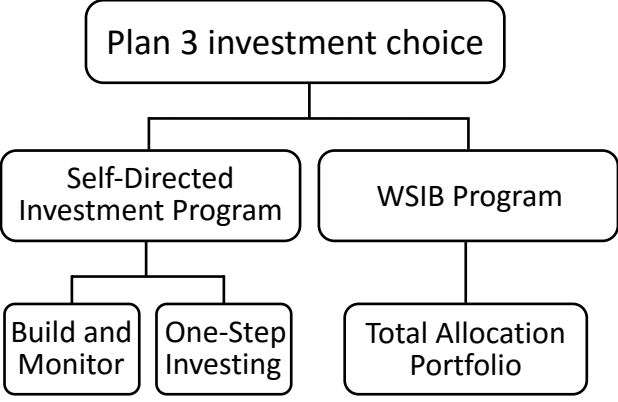 Plan 3 investment choice
Self-Directed
Investment Program
WSIB Program
Build and
Monitor
One-Step
Investing
Total Allocation
Portfolio